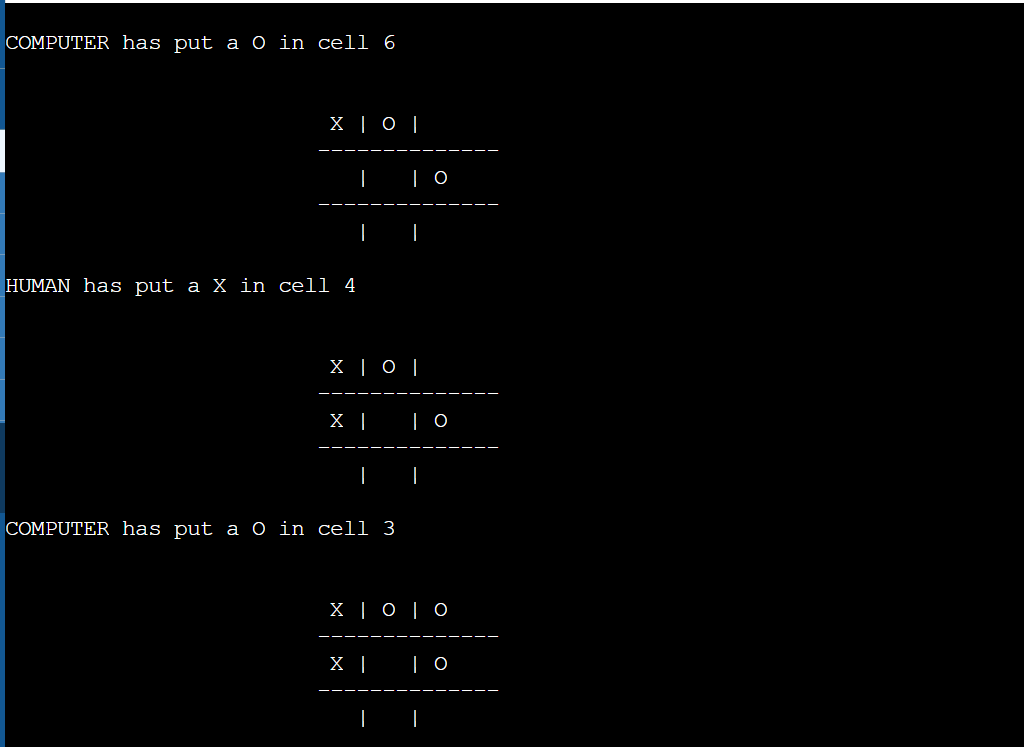 COMPUTER has put a O in cell 6
X | O |
--------------
| | O
--------------
| |
HUMAN has put a X in cell 4
X | O |
--------------
X | | O
--------------
| |
COMPUTER has put a O in cell 3
X | O | O
--------------
X | | O
--------------
| |